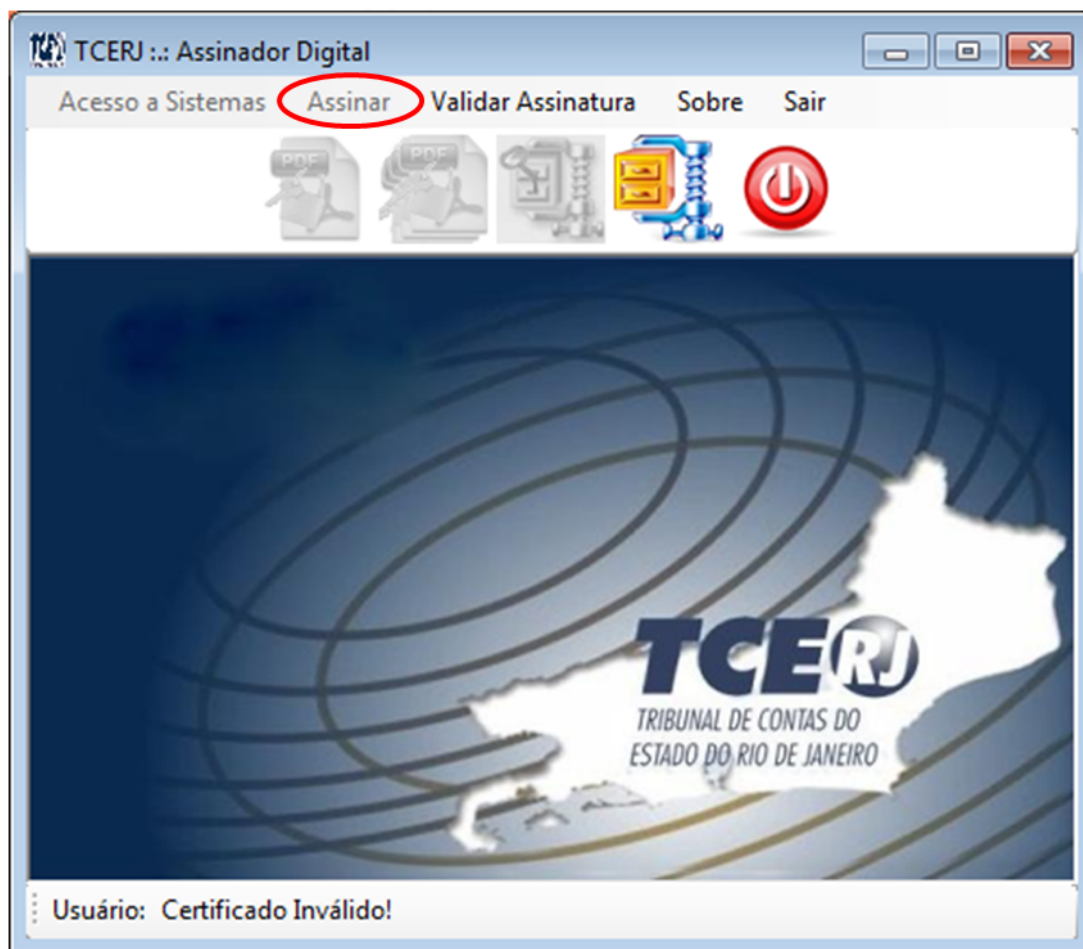 TCERJ :.: Assinador Digital
Acesso a Sistemas Assinar Validar Assinatura Sobre Sair
PDF PDF
TCE RJ
TRIBUNAL DE CONTAS DO
ESTADO DO RIO DE JANEIRO
Usuário: Certificado Inválido!